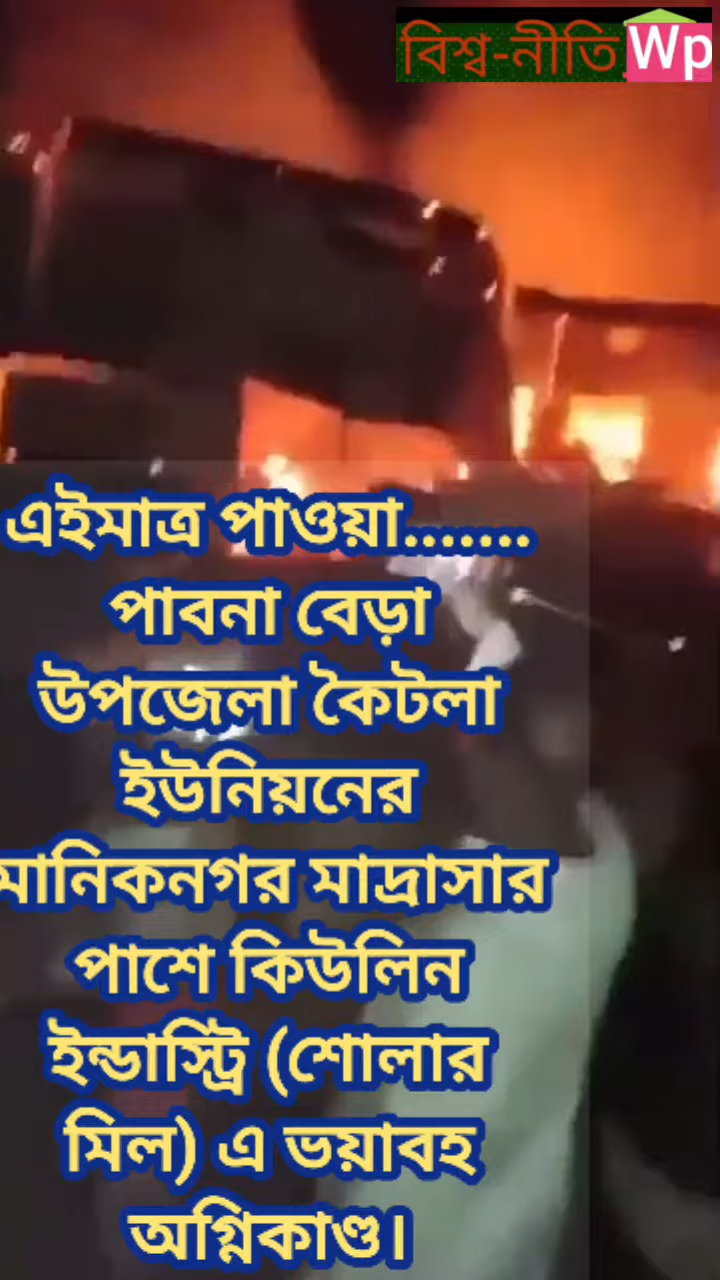 বিশ্ব-নীতি Wp
এইমাত্র পাওয়া.......
পাবনা বেড়া
উপজেলা কৈটলা
ইউনিয়নের
মানিকনগর মাদ্রাসার
পাশে কিউলিন
ইন্ডাস্ট্রি (শোলার
মিল) এ ভয়াবহ
অগ্নিকাণ্ড।